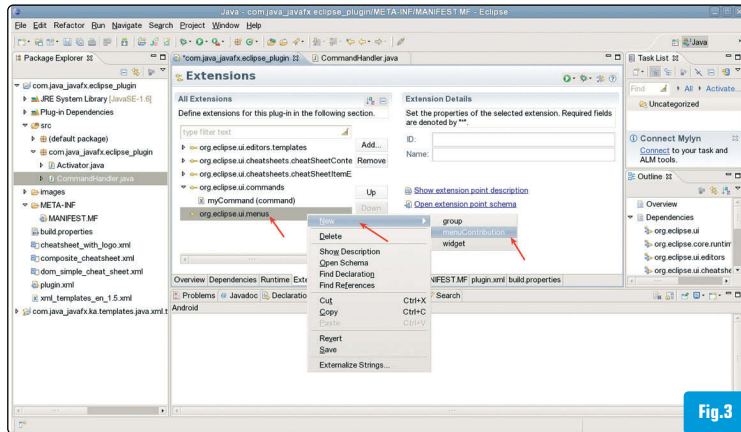 Java - com.java_javafx.eclipse_plugin/META-INF/MANIFEST.MF - Eclipse
File Edit Refactor Run Navigate Search Project Window Help
Java
Package Explorer
com.java_javafx.eclipse_plugin
JRE System Library [JavaSE-1.6]
Plug-in Dependencies
src
(default package)
com.java_javafx.eclipse_plugin
Activator.java
CommandHandler.java
images
META-INF
MANIFEST.MF
build.properties
cheatsheet_with_logo.xml
composite_cheatsheet.xml
dom_simple_cheat_sheet.xml
plugin.xml
xml_templates_en_1.5.xml
com.java_javafx.ka.templates.java.xml.t
*com.java_javafx.eclipse_plugin
CommandHandler.java
Extensions
All Extensions
Define extensions for this plug-in in the following section.
type filter text
org.eclipse.ui.editors.templates
org.eclipse.ui.cheatsheets.cheatSheetConte
org.eclipse.ui.cheatsheets.cheatSheetItemE
org.eclipse.ui.commands
myCommand (command)
org.eclipse.ui.menus
Add...
Remove
Up
Down
Extension Details
Set the properties of the selected extension. Required fields
are denoted by "*".
ID:
Name:
Show extension point description
Open extension point schema
New
Delete
Show Description
Open Schema
Find Declaration
Find References
Cut Ctrl+X
Copy Ctrl+C
Paste Ctrl+V
Revert
Save
Externalize Strings...
group
menuContribution
widget
Overview Dependencies Runtime Exte
NIFEST.MF plugin.xml build.properties
Problems Javadoc Declaratio
Search
Android
Task List
Find All Activate...
Uncategorized
Connect Mylyn
Connect to your task and
ALM tools.
Outline
Overview
Dependencies
org.eclipse.ui
org.eclipse.core.runtim
org.eclipse.ui.editors
org.eclipse.ui.cheatshe
Fig.3